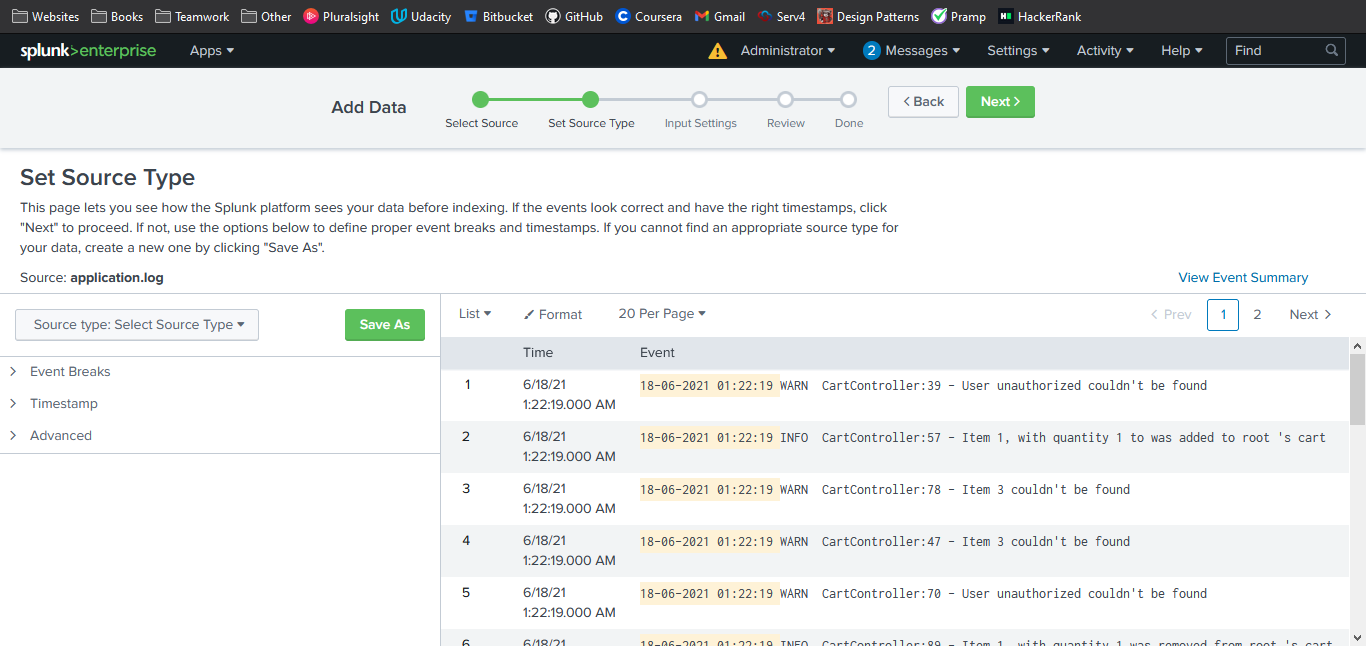 Websites Books Teamwork Other Pluralsight Udacity Bitbucket GitHub Coursera Gmail Serv4 Design Patterns Pramp HackerRank
splunk>enterprise Apps Administrator 2 Messages Settings Activity Help Find
Add Data Select Source Set Source Type Input Settings Review Done < Back Next >
Set Source Type
This page lets you see how the Splunk platform sees your data before indexing. If the events look correct and have the right timestamps, click
"Next" to proceed. If not, use the options below to define proper event breaks and timestamps. If you cannot find an appropriate source type for
your data, create a new one by clicking "Save As".
Source: application.log View Event Summary
Source type: Select Source Type Save As
Event Breaks
Timestamp
Advanced
List Format 20 Per Page < Prev 1 2 Next >
Time Event
1 6/18/21 18-06-2021 01:22:19 WARN CartController:39 - User unauthorized couldn't be found
1:22:19.000 AM
2 6/18/21 18-06-2021 01:22:19 INFO CartController:57 - Item 1, with quantity 1 to was added to root 's cart
1:22:19.000 AM
3 6/18/21 18-06-2021 01:22:19 WARN CartController:78 - Item 3 couldn't be found
1:22:19.000 AM
4 6/18/21 18-06-2021 01:22:19 WARN CartController:47 - Item 3 couldn't be found
1:22:19.000 AM
5 6/18/21 18-06-2021 01:22:19 WARN CartController:70 - User unauthorized couldn't be found
1:22:19.000 AM
6 6/18/21 18-06-2021 01:22:19 INFO CartController:89 - Item 1, with quantity 1 was removed from root 's cart